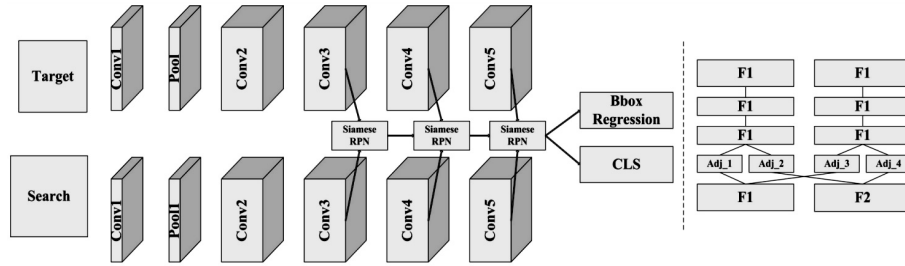 Target
Conv1
Pool
Conv2
Conv3
Conv4
Conv5
Siamese
RPN
Siamese
RPN
Siamese
RPN
Bbox
Regression
CLS
Search
Conv1
Pool1
Conv2
Conv3
Conv4
Conv5
F1
F1
F1
F1
F1
F1
Adj_1
Adj_2
Adj_3
Adj_4
F1
F2